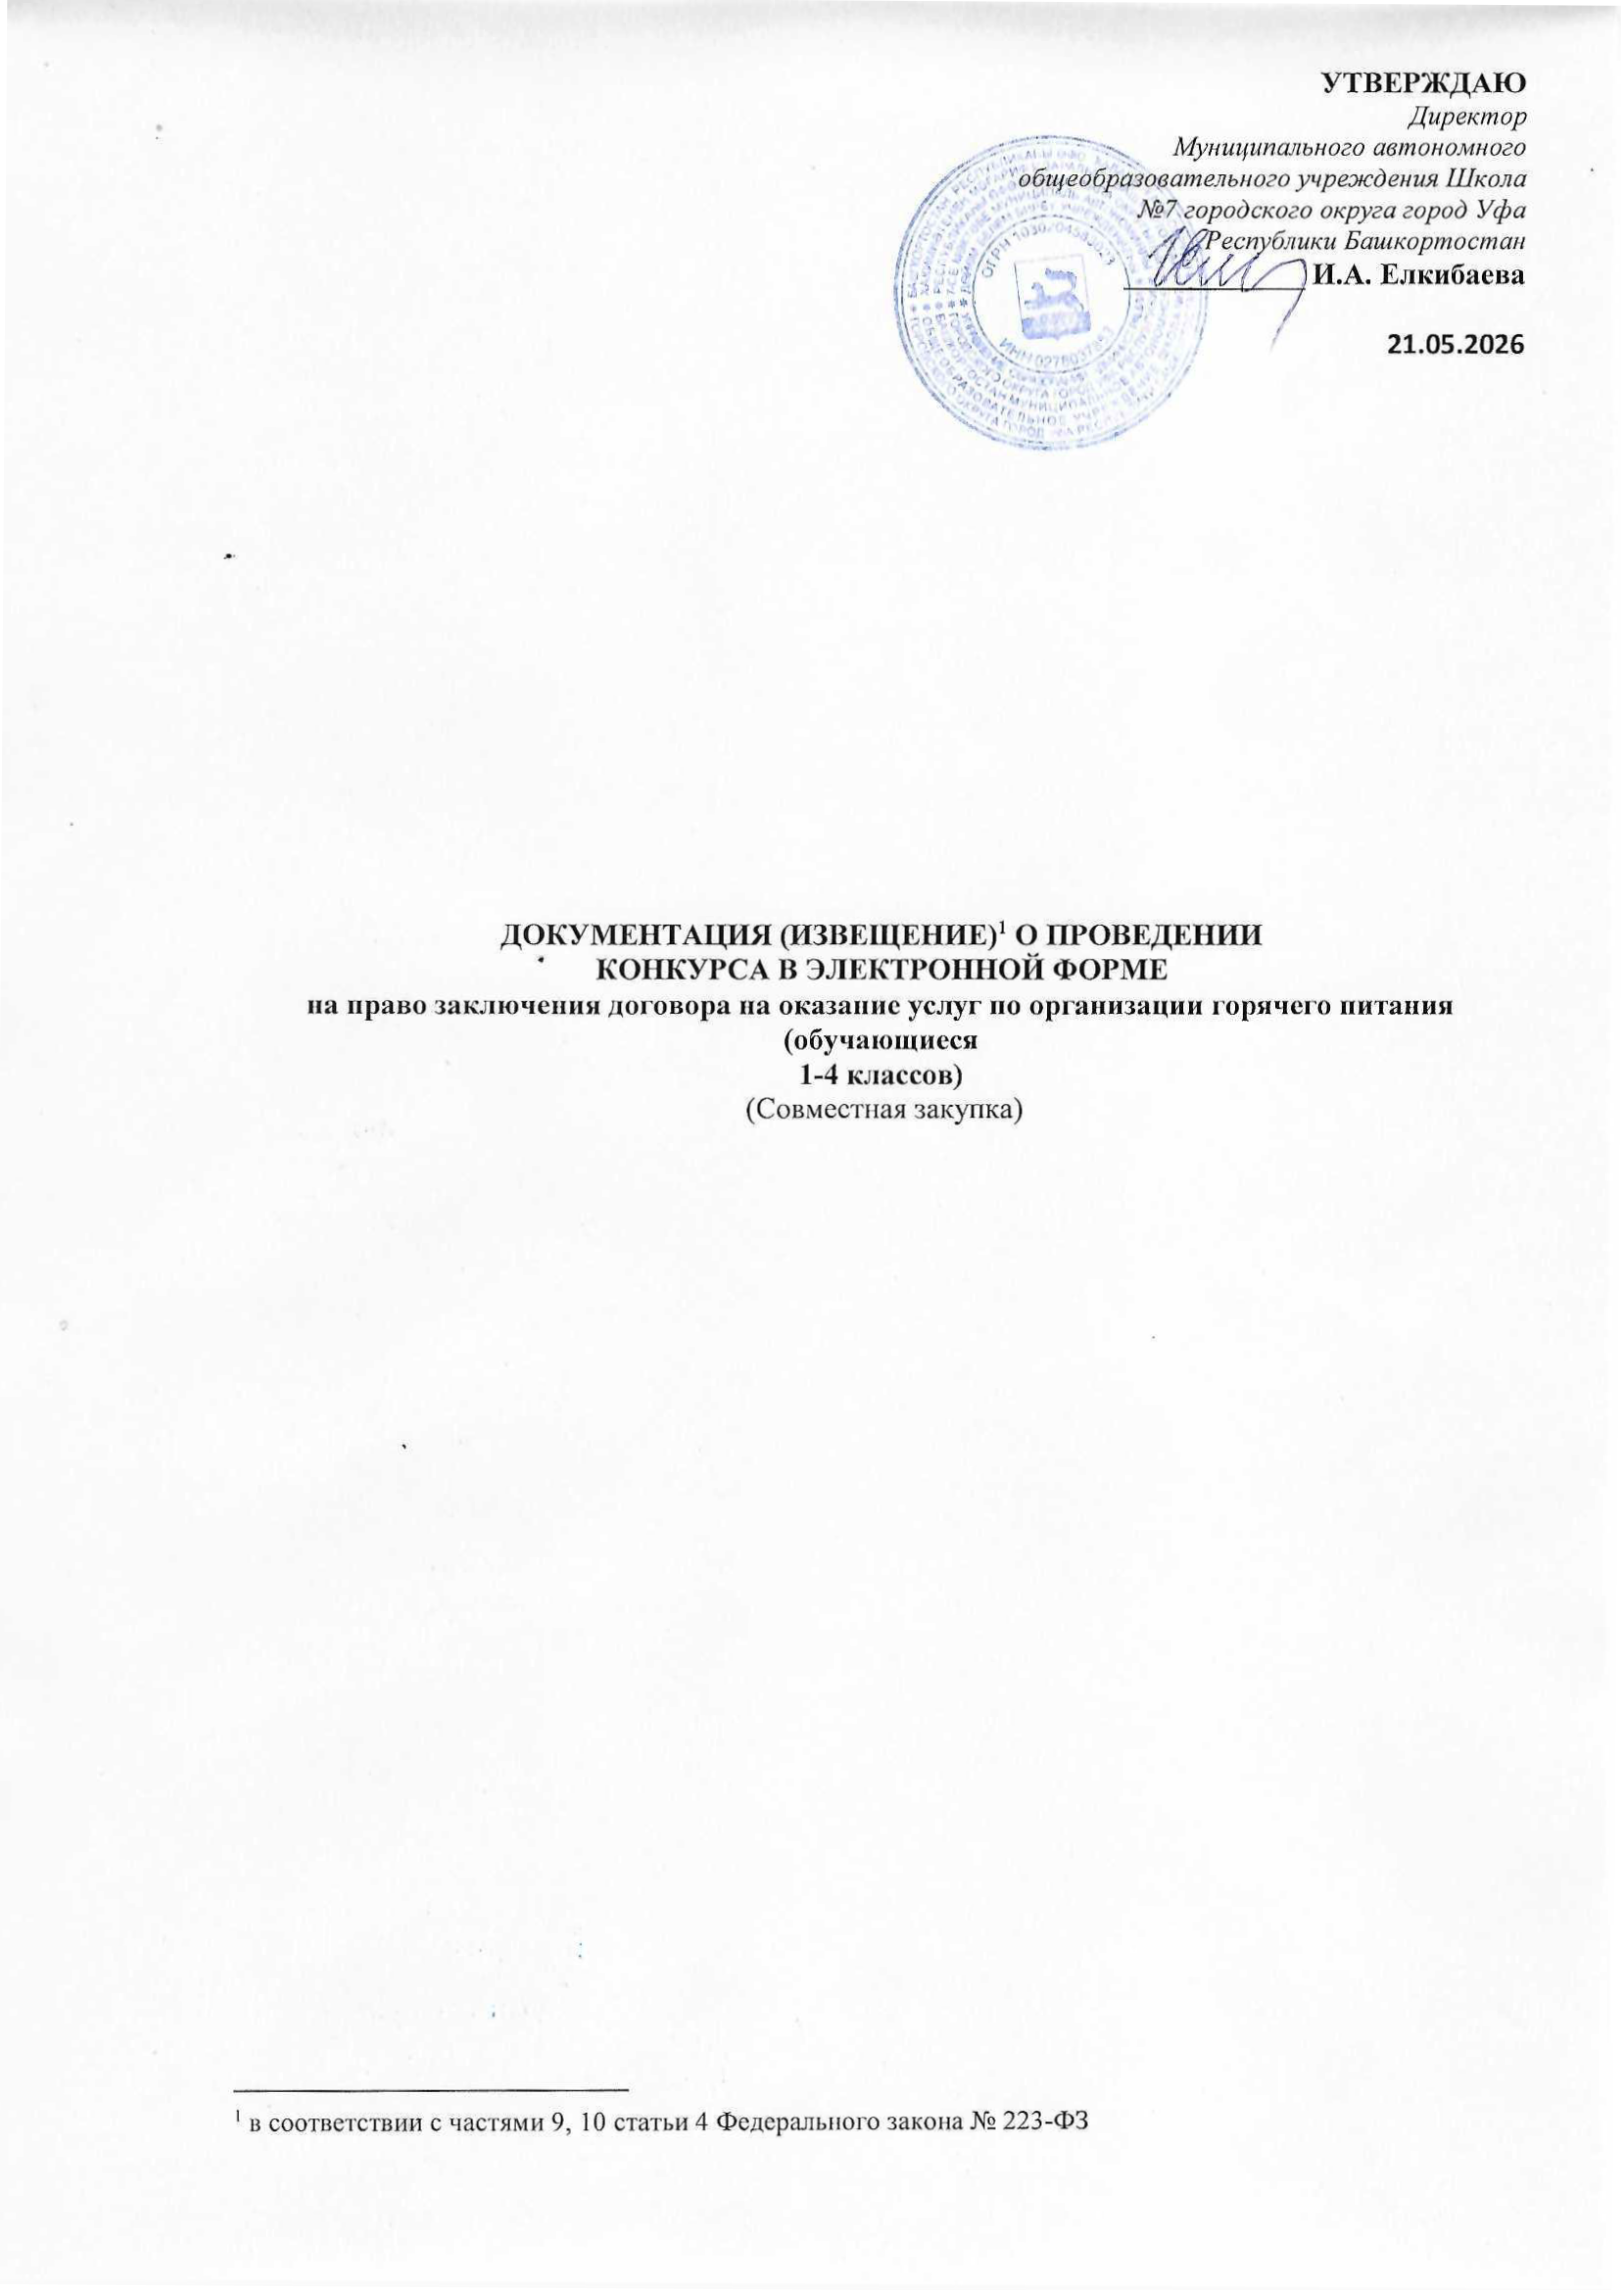 УТВЕРЖДАЮ
Директор
Муниципального автономного
общеобразовательного учреждения Школа
№7 городского округа город Уфа
Республики Башкортостан
И.А. Елкибаева
21.05.2026
ДОКУМЕНТАЦИЯ (ИЗВЕЩЕНИЕ)¹ О ПРОВЕДЕНИИ
КОНКУРСА В ЭЛЕКТРОННОЙ ФОРМЕ
на право заключения договора на оказание услуг по организации горячего питания
(обучающиеся
1-4 классов)
(Совместная закупка)
¹ в соответствии с частями 9, 10 статьи 4 Федерального закона № 223-ФЗ